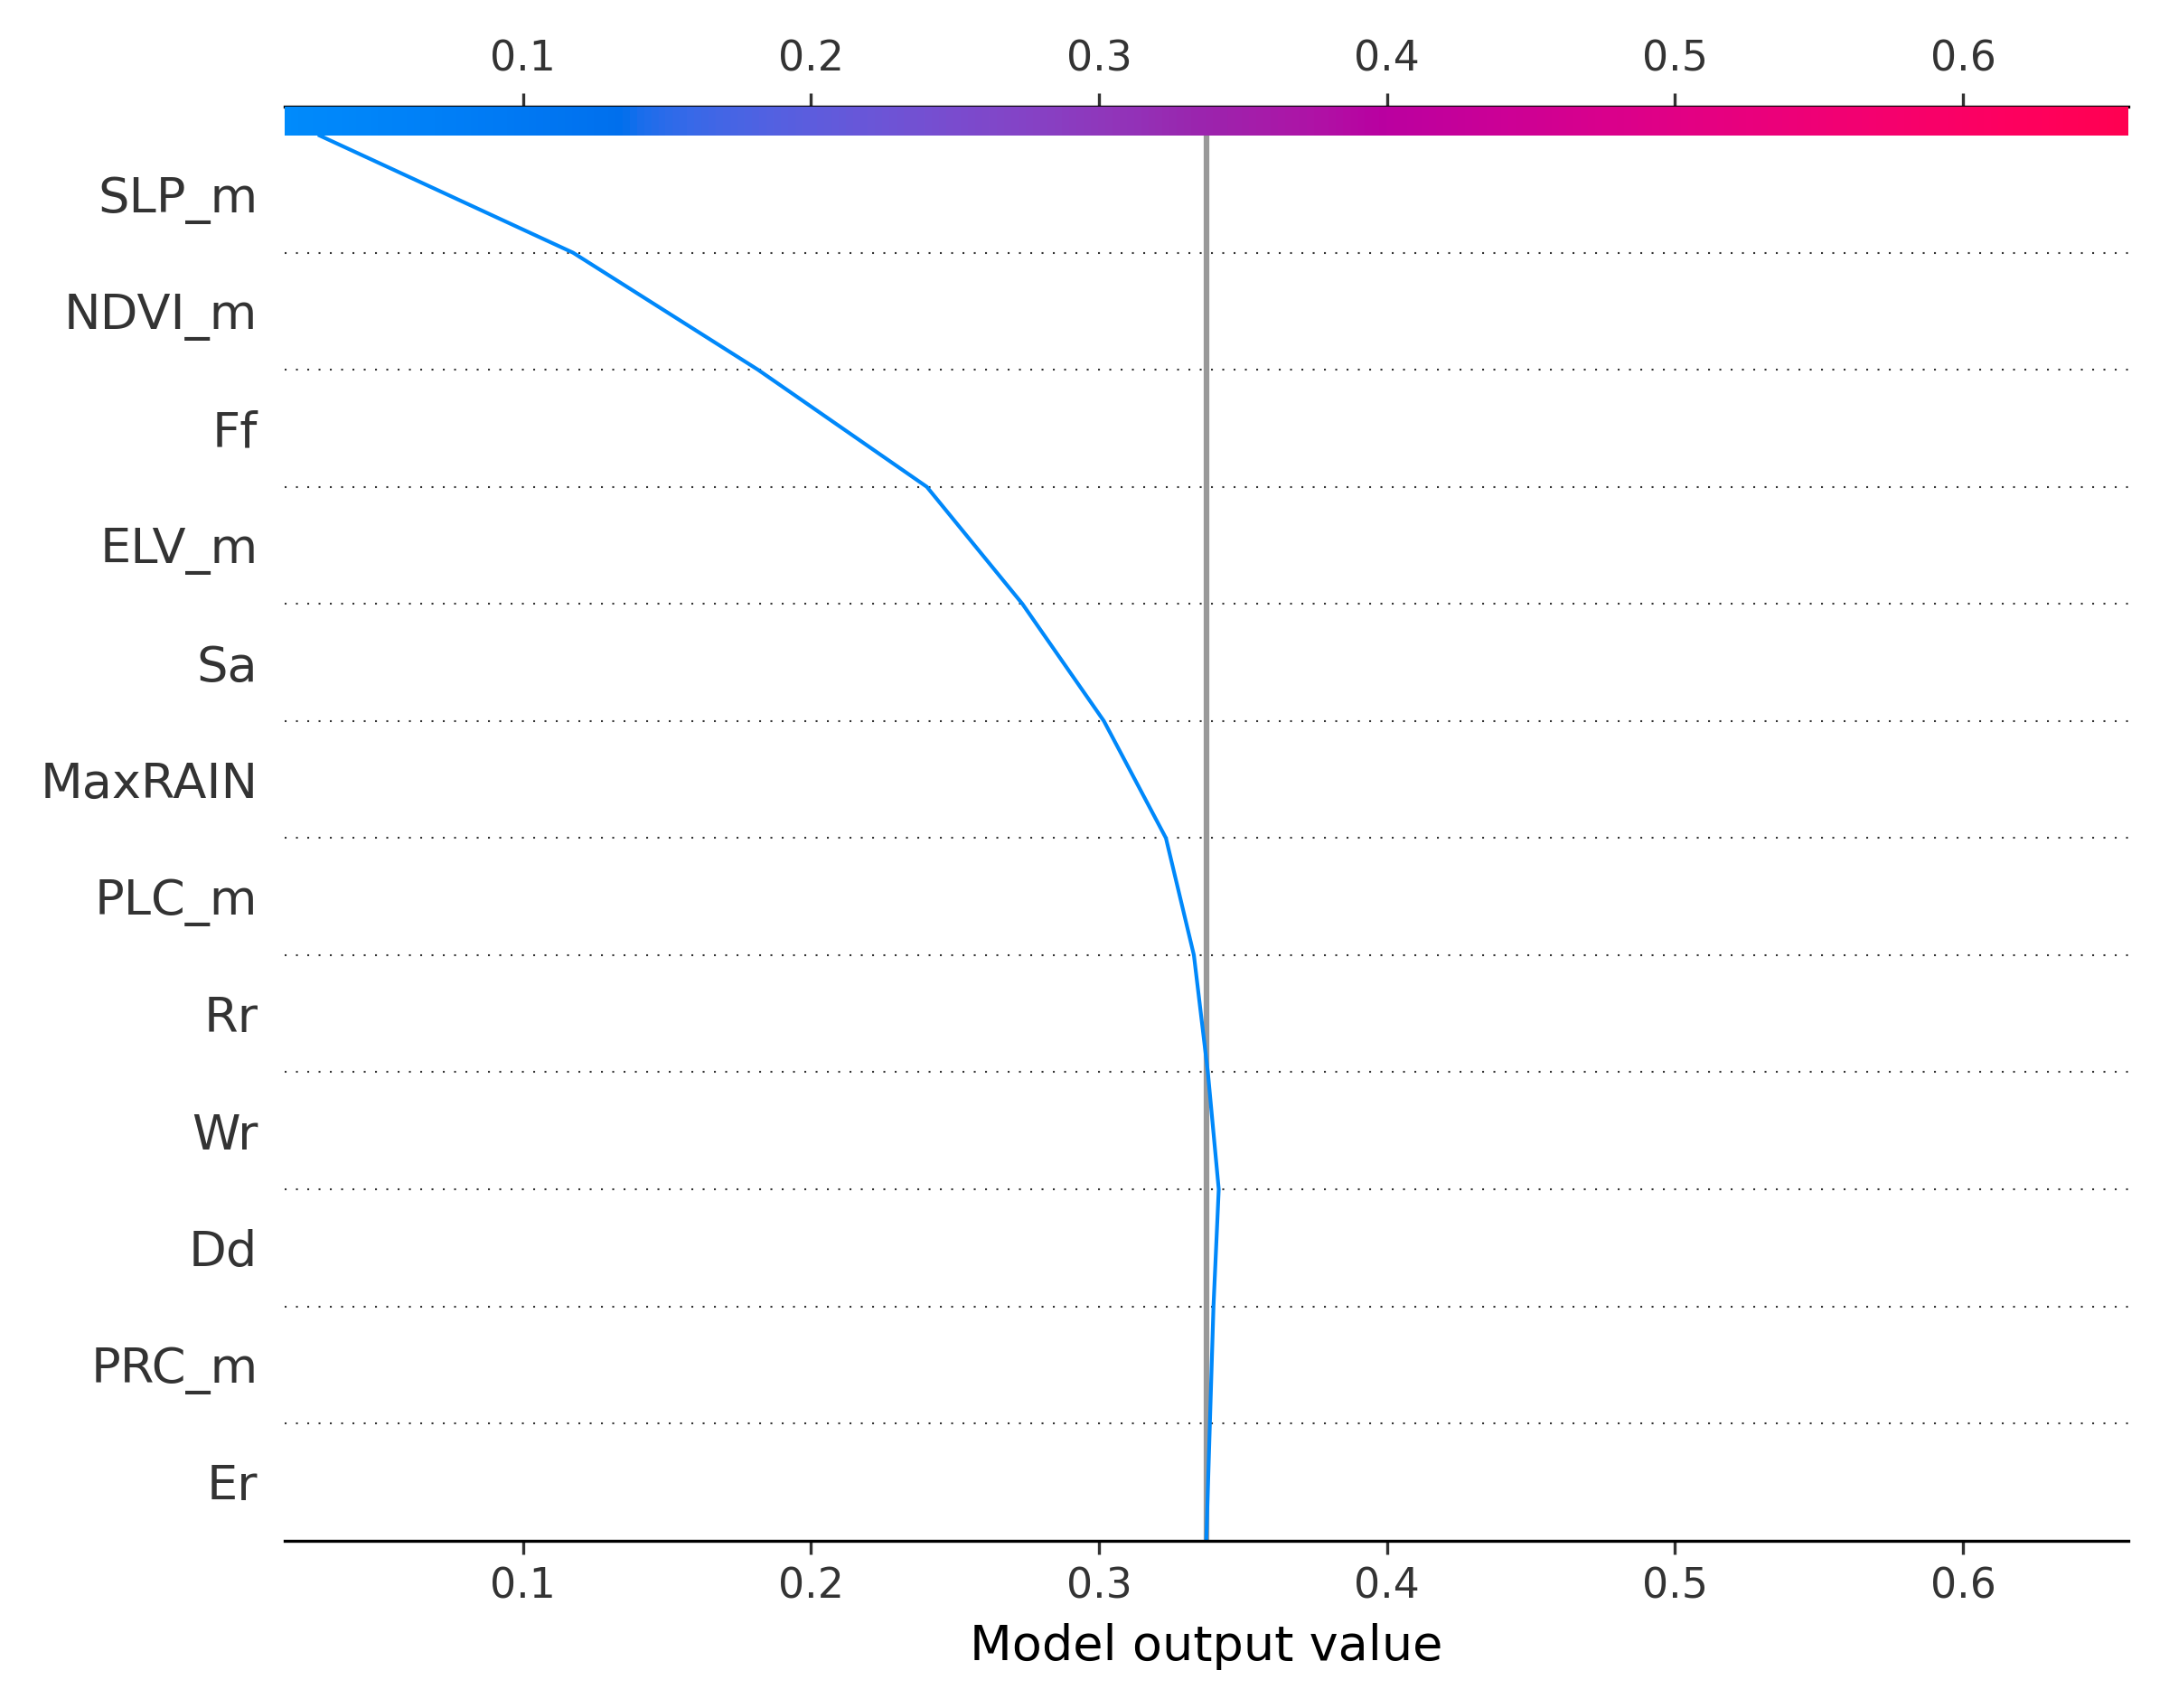 0.1 0.2 0.3 0.4 0.5 0.6
SLP_m
NDVI_m
Ff
ELV_m
Sa
MaxRAIN
PLC_m
Rr
Wr
Dd
PRC_m
Er
0.1 0.2 0.3 0.4 0.5 0.6
Model output value